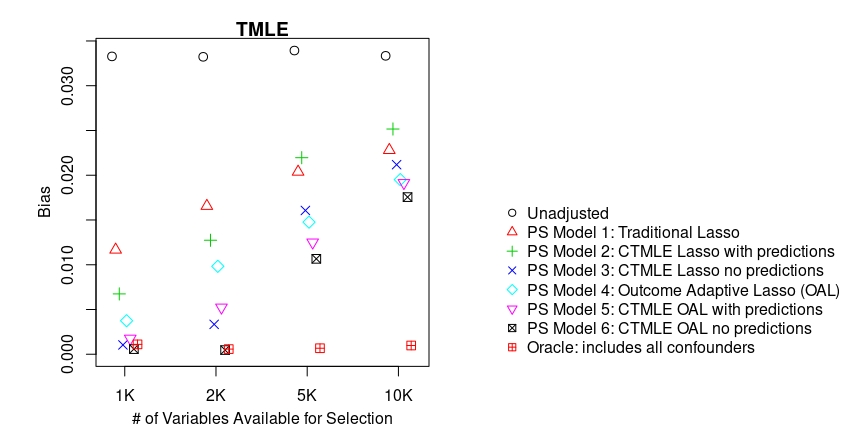 TMLE
Bias
0.030
0.020
0.010
0.000
1K 2K 5K 10K
# of Variables Available for Selection
Unadjusted
PS Model 1: Traditional Lasso
PS Model 2: CTMLE Lasso with predictions
PS Model 3: CTMLE Lasso no predictions
PS Model 4: Outcome Adaptive Lasso (OAL)
PS Model 5: CTMLE OAL with predictions
PS Model 6: CTMLE OAL no predictions
Oracle: includes all confounders